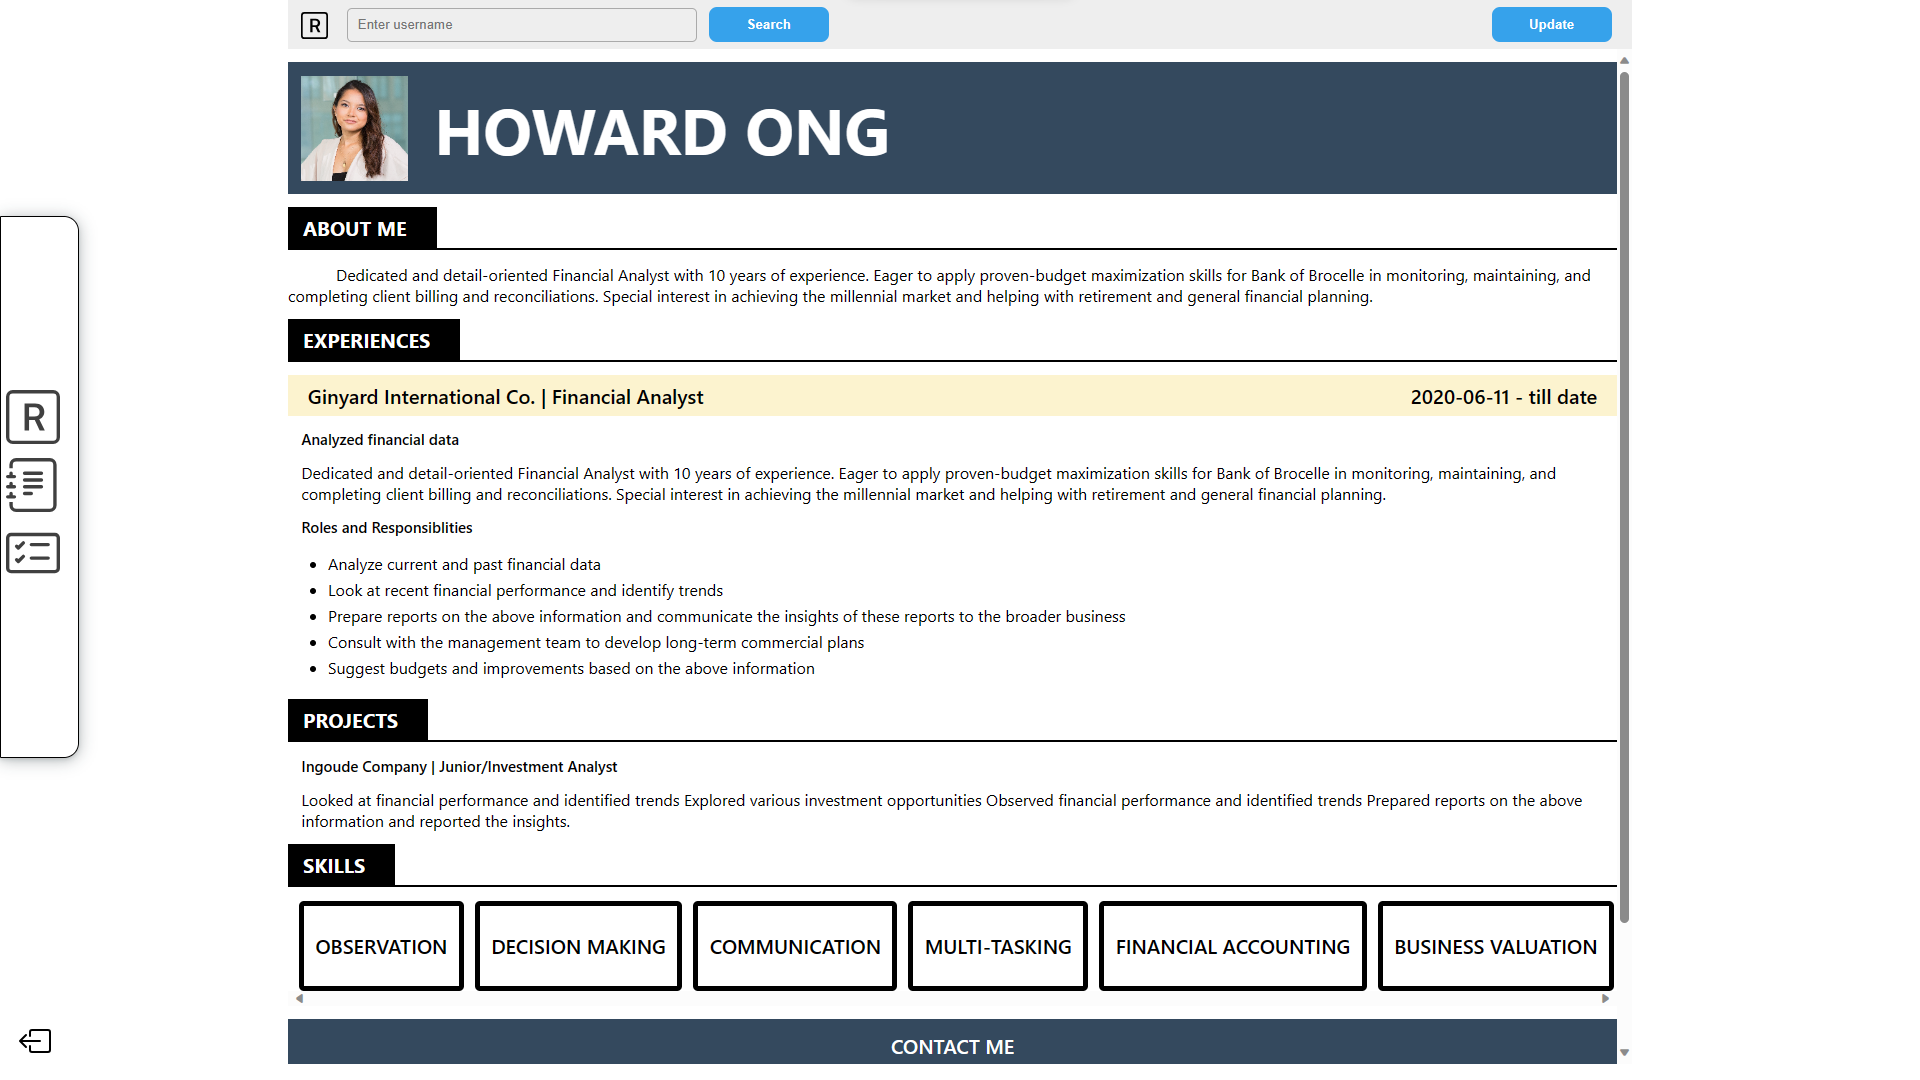 R Enter username Search Update
HOWARD ONG
ABOUT ME
Dedicated and detail-oriented Financial Analyst with 10 years of experience. Eager to apply proven-budget maximization skills for Bank of Brocelle in monitoring, maintaining, and
completing client billing and reconciliations. Special interest in achieving the millennial market and helping with retirement and general financial planning.
EXPERIENCES
Ginyard International Co. | Financial Analyst 2020-06-11 - till date
Analyzed financial data
Dedicated and detail-oriented Financial Analyst with 10 years of experience. Eager to apply proven-budget maximization skills for Bank of Brocelle in monitoring, maintaining, and
completing client billing and reconciliations. Special interest in achieving the millennial market and helping with retirement and general financial planning.
R
Roles and Responsiblities
• Analyze current and past financial data
• Look at recent financial performance and identify trends
• Prepare reports on the above information and communicate the insights of these reports to the broader business
• Consult with the management team to develop long-term commercial plans
• Suggest budgets and improvements based on the above information
PROJECTS
Ingoude Company | Junior/Investment Analyst
Looked at financial performance and identified trends Explored various investment opportunities Observed financial performance and identified trends Prepared reports on the above
information and reported the insights.
SKILLS
OBSERVATION DECISION MAKING COMMUNICATION MULTI-TASKING FINANCIAL ACCOUNTING BUSINESS VALUATION
CONTACT ME